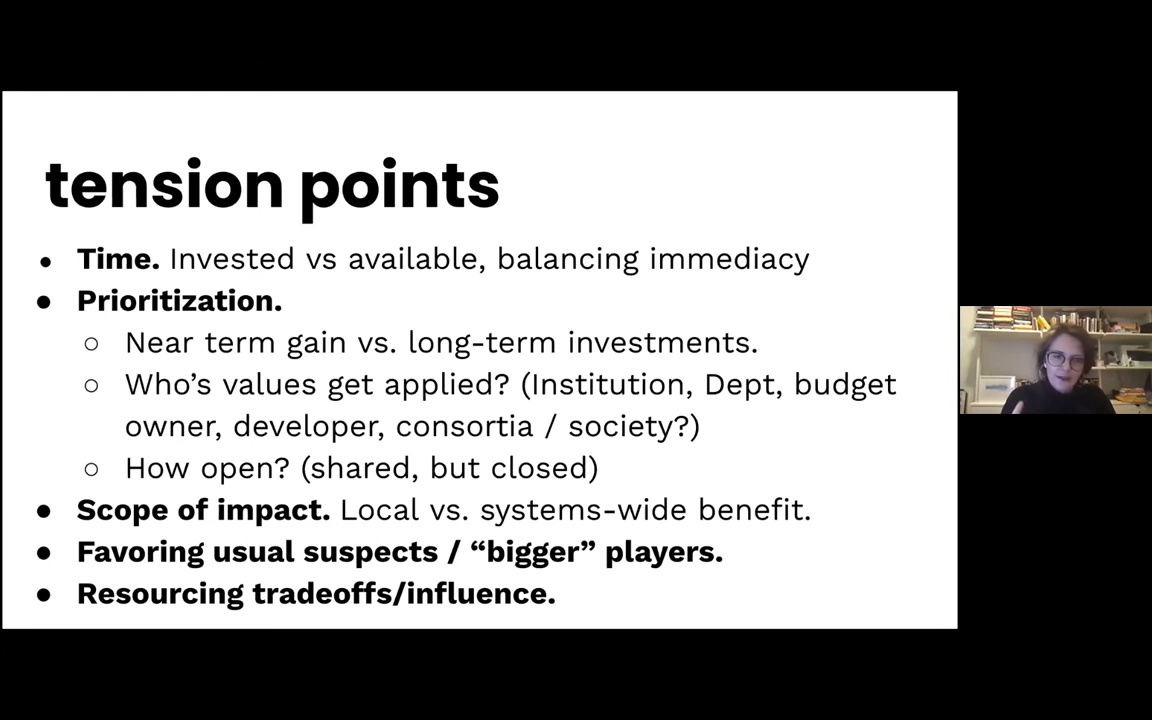 tension points
● Time. Invested vs available, balancing immediacy
● Prioritization.
○ Near term gain vs. long-term investments.
○ Who’s values get applied? (Institution, Dept, budget
owner, developer, consortia / society?)
○ How open? (shared, but closed)
● Scope of impact. Local vs. systems-wide benefit.
● Favoring usual suspects / “bigger” players.
● Resourcing tradeoffs/influence.